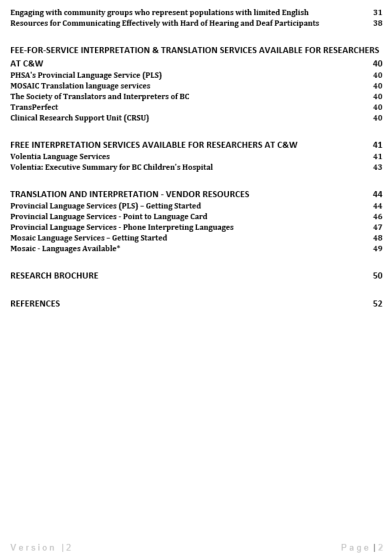 Engaging with community groups who represent populations with limited English 31
Resources for Communicating Effectively with Hard of Hearing and Deaf Participants 38
FEE-FOR-SERVICE INTERPRETATION & TRANSLATION SERVICES AVAILABLE FOR RESEARCHERS
AT C&W 40
PHSA's Provincial Language Service (PLS) 40
MOSAIC Translation language services 40
The Society of Translators and Interpreters of BC 40
TransPerfect 40
Clinical Research Support Unit (CRSU) 40
FREE INTERPRETATION SERVICES AVAILABLE FOR RESEARCHERS AT C&W 41
Volentia Language Services 41
Volentia: Executive Summary for BC Children's Hospital 43
TRANSLATION AND INTERPRETATION - VENDOR RESOURCES 44
Provincial Language Services (PLS) – Getting Started 44
Provincial Language Services - Point to Language Card 46
Provincial Language Services - Phone Interpreting Languages 47
Mosaic Language Services – Getting Started 48
Mosaic - Languages Available* 49
RESEARCH BROCHURE 50
REFERENCES 52
Version |2 Page |2